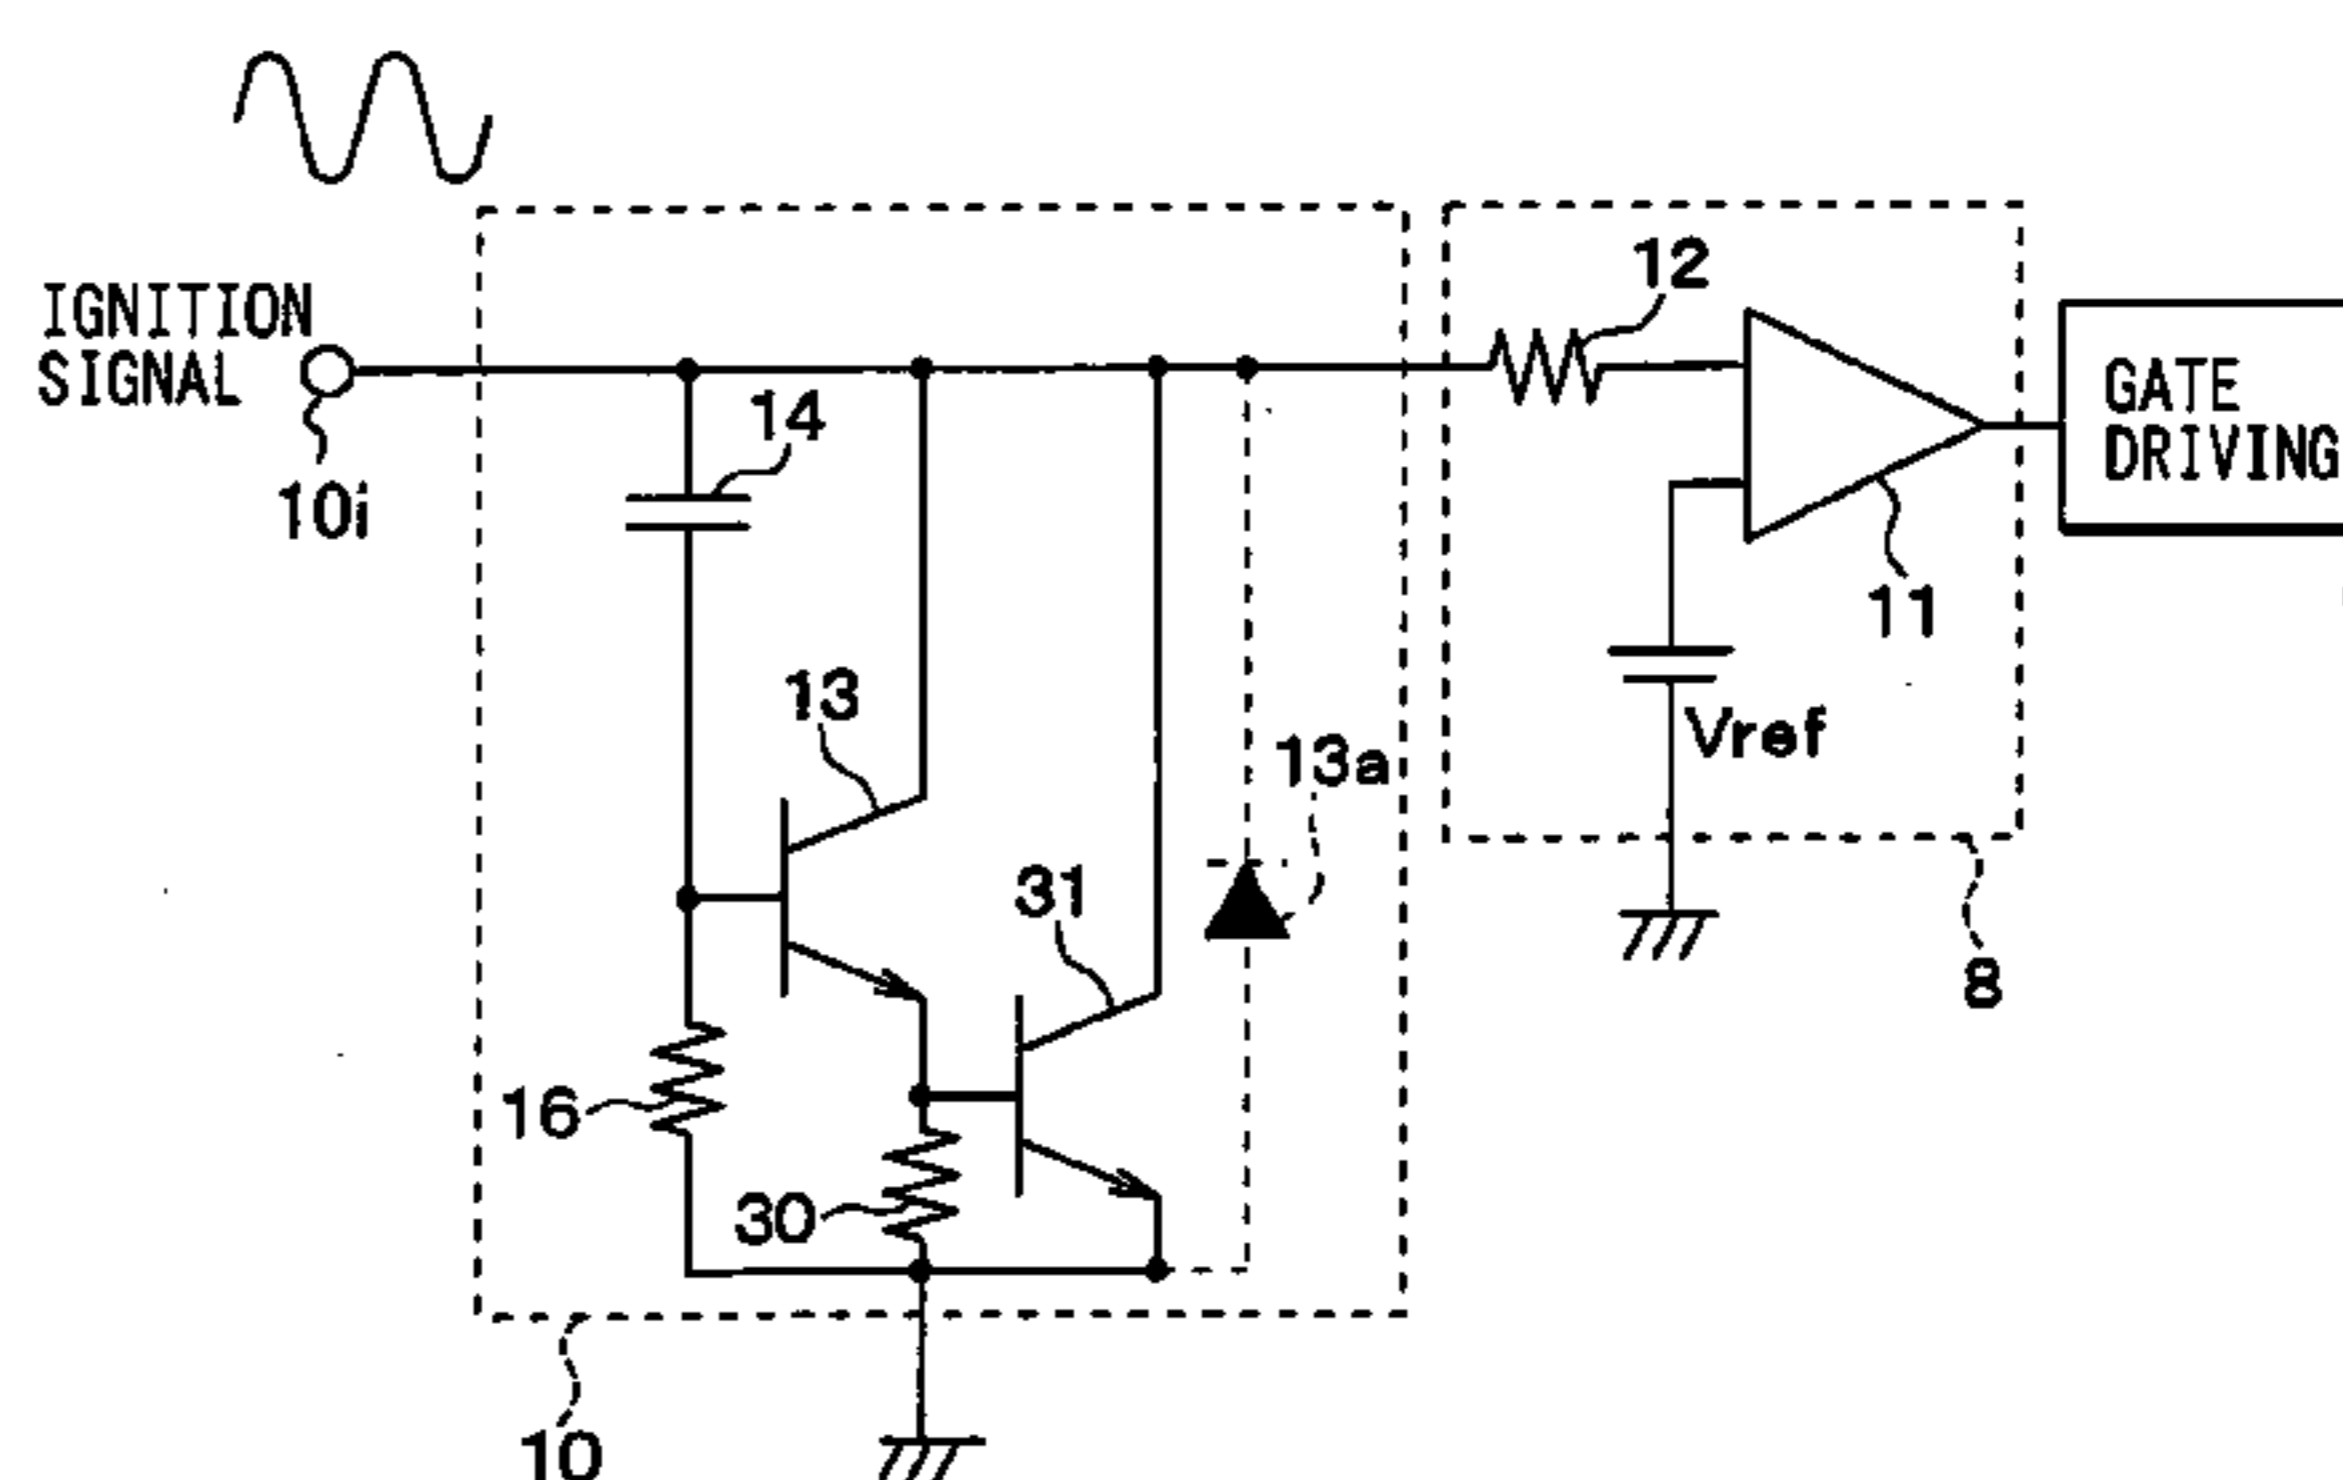 IGNITION
SIGNAL
10i
14
12
GATE
DRIVING
11
13
Vref
13a
31
8
16
30
10